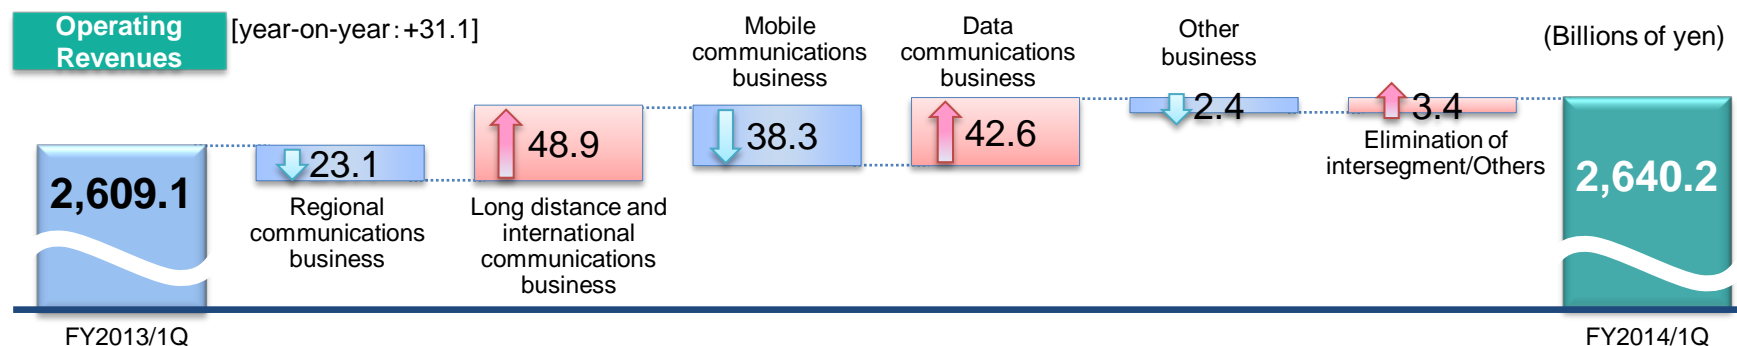 Operating
Revenues
[year-on-year：+31.1]
(Billions of yen)
2,609.1
FY2013/1Q
23.1
Regional
communications
business
48.9
Long distance and
international
communications
business
Mobile
communications
business
38.3
Data
communications
business
42.6
Other
business
2.4
3.4
Elimination of
intersegment/Others
2,640.2
FY2014/1Q